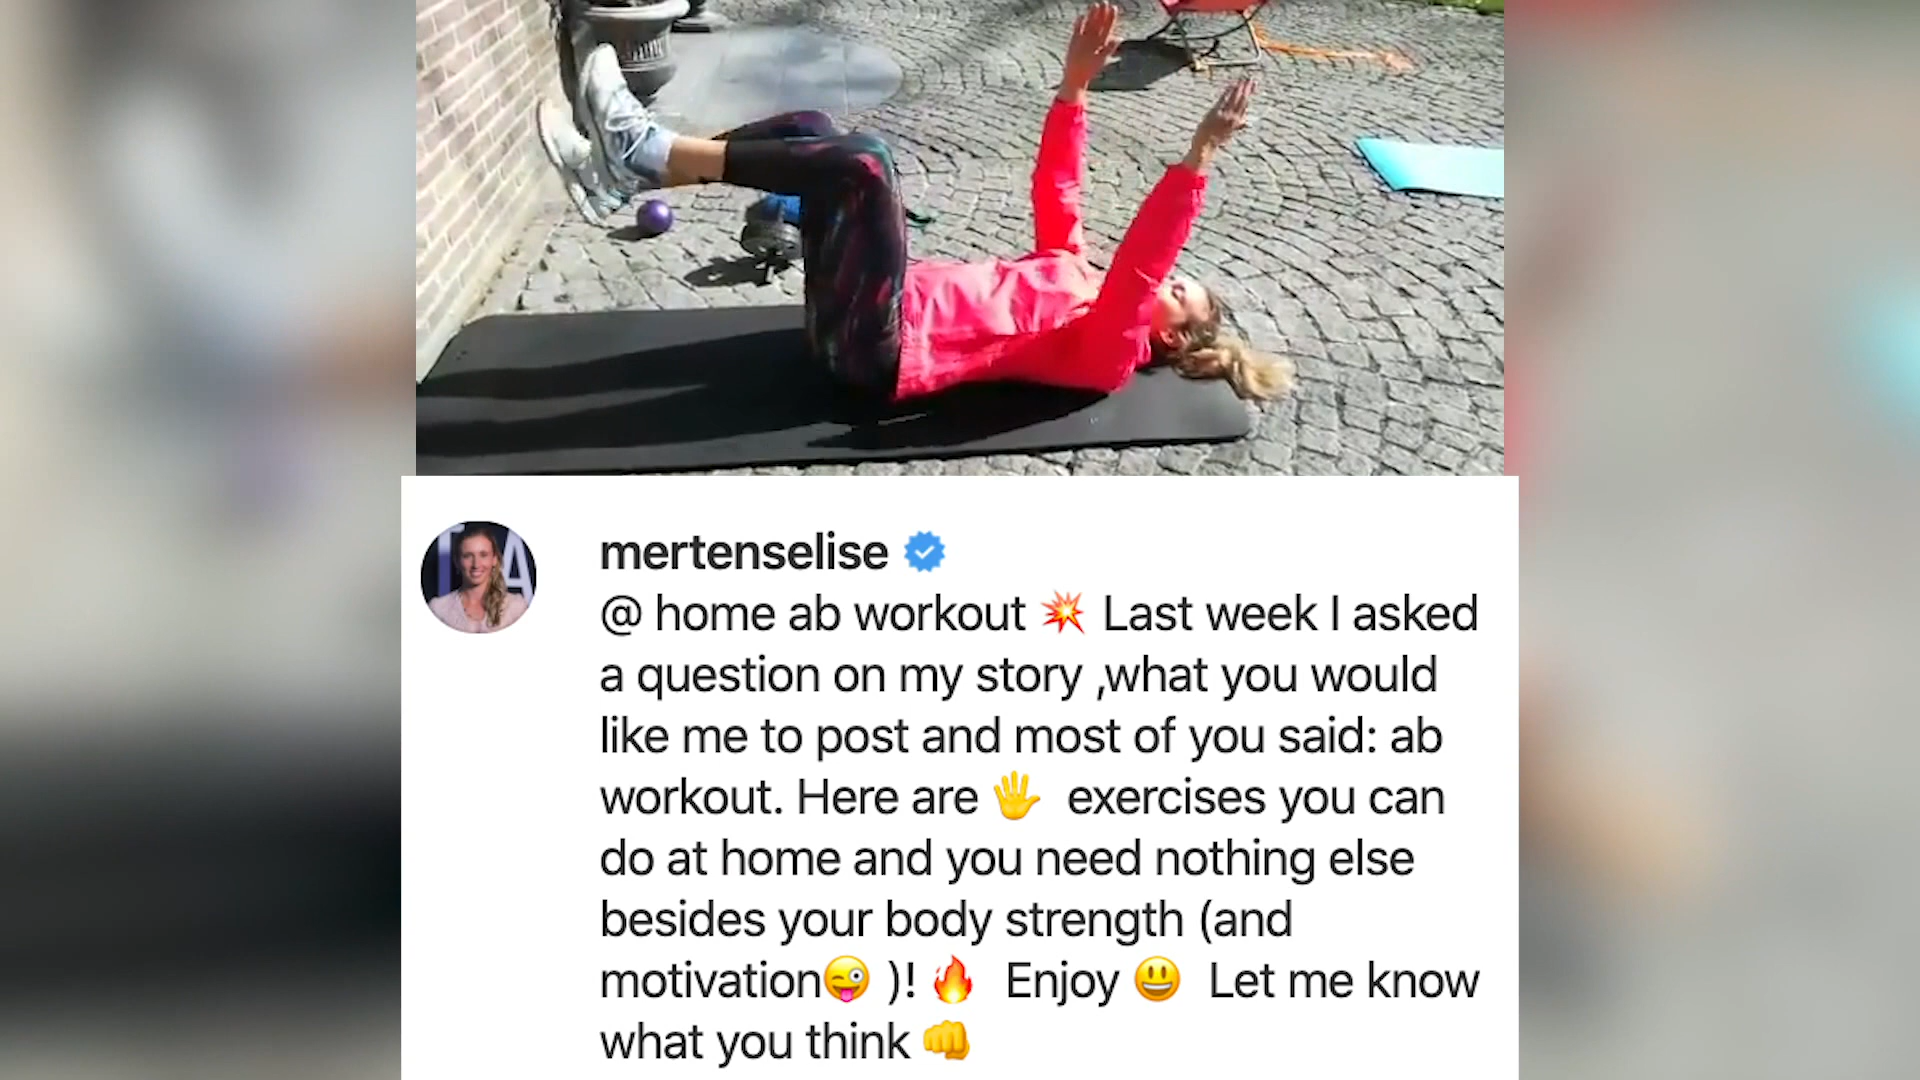 mertenselise
@ home ab workout 💥 Last week I asked
a question on my story ,what you would
like me to post and most of you said: ab
workout. Here are 🖐 exercises you can
do at home and you need nothing else
besides your body strength (and
motivation😜 )! 🔥 Enjoy 😃 Let me know
what you think 👊